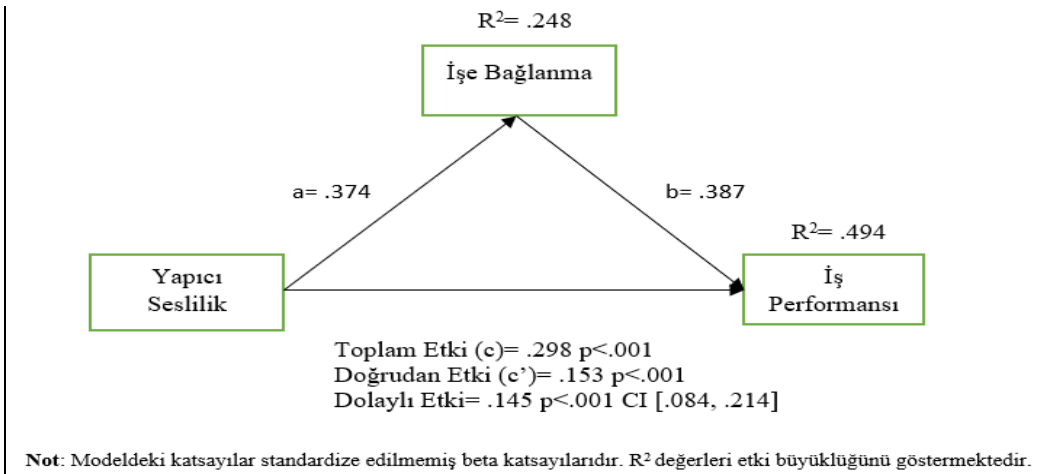 R²= .248
İşe Bağlanma
a= .374
b= .387
R²= .494
Yapıcı
Seslilik
İş
Performansı
Toplam Etki (c)= .298 p<.001
Doğrudan Etki (c’)= .153 p<.001
Dolaylı Etki= .145 p<.001 CI [.084, .214]
Not: Modeldeki katsayılar standardize edilmemiş beta katsayılarıdır. R² değerleri etki büyüklüğünü göstermektedir.